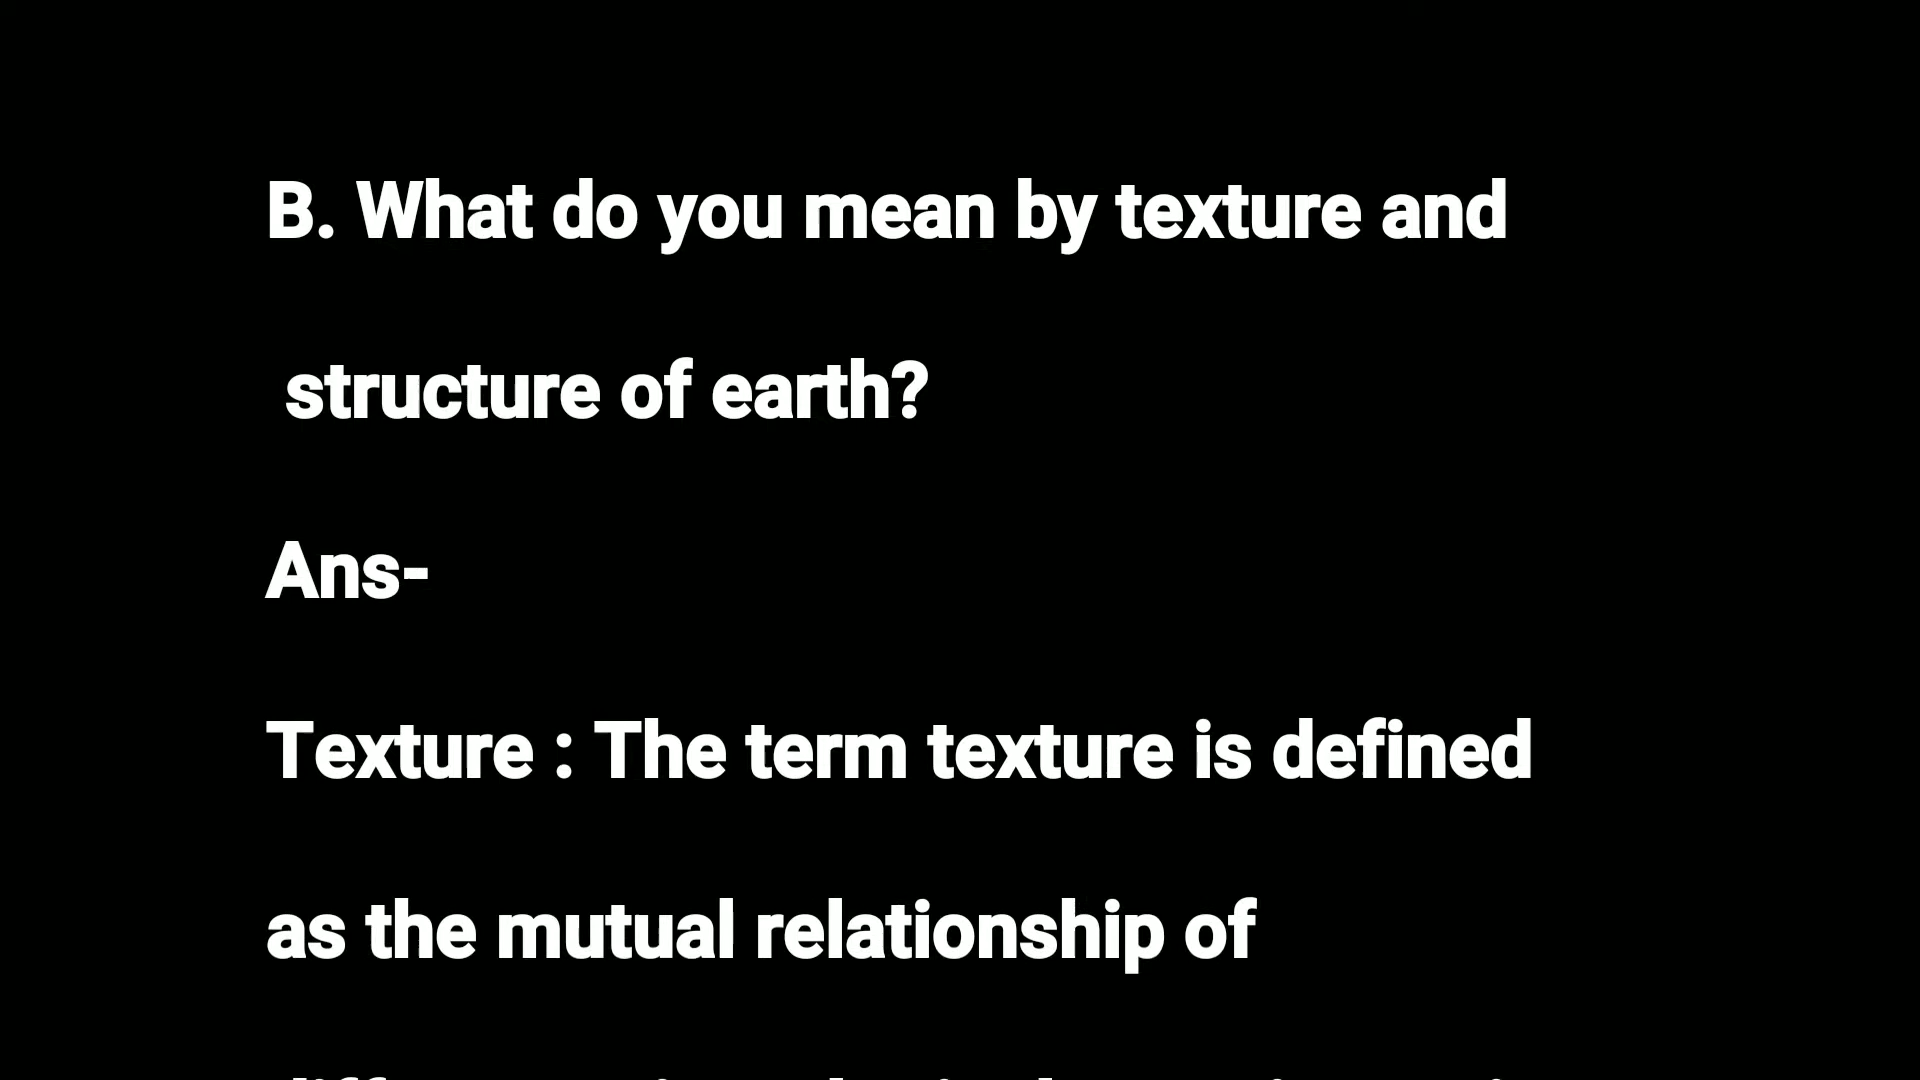 B. What do you mean by texture and
structure of earth?
Ans-
Texture : The term texture is defined
as the mutual relationship of